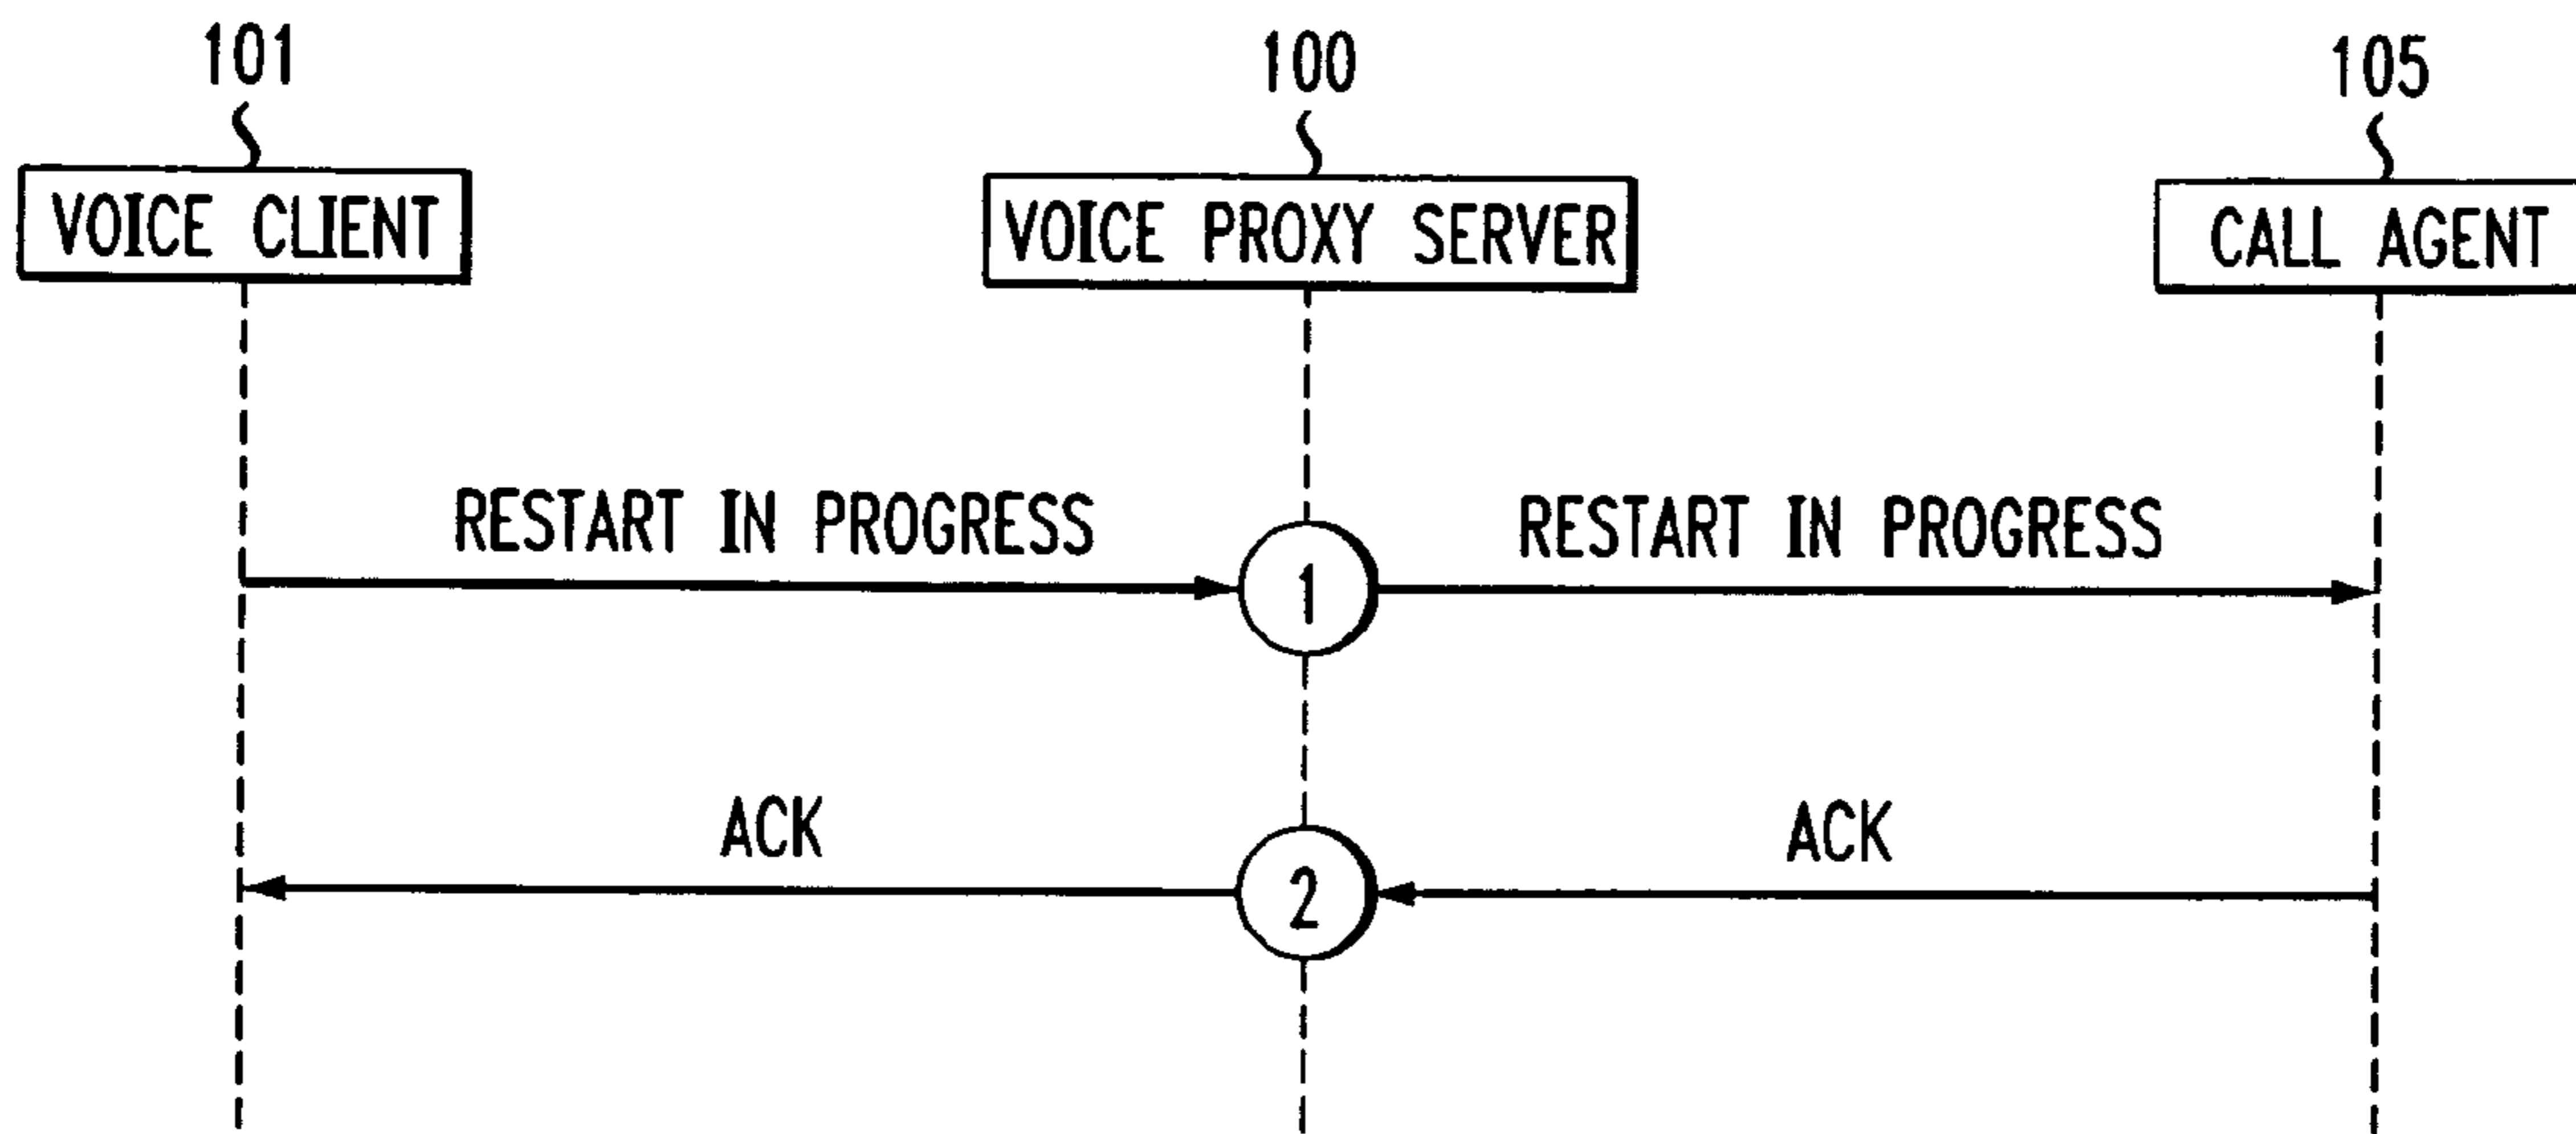 101
100
105
VOICE CLIENT
VOICE PROXY SERVER
CALL AGENT
RESTART IN PROGRESS
RESTART IN PROGRESS
1
ACK
ACK
2